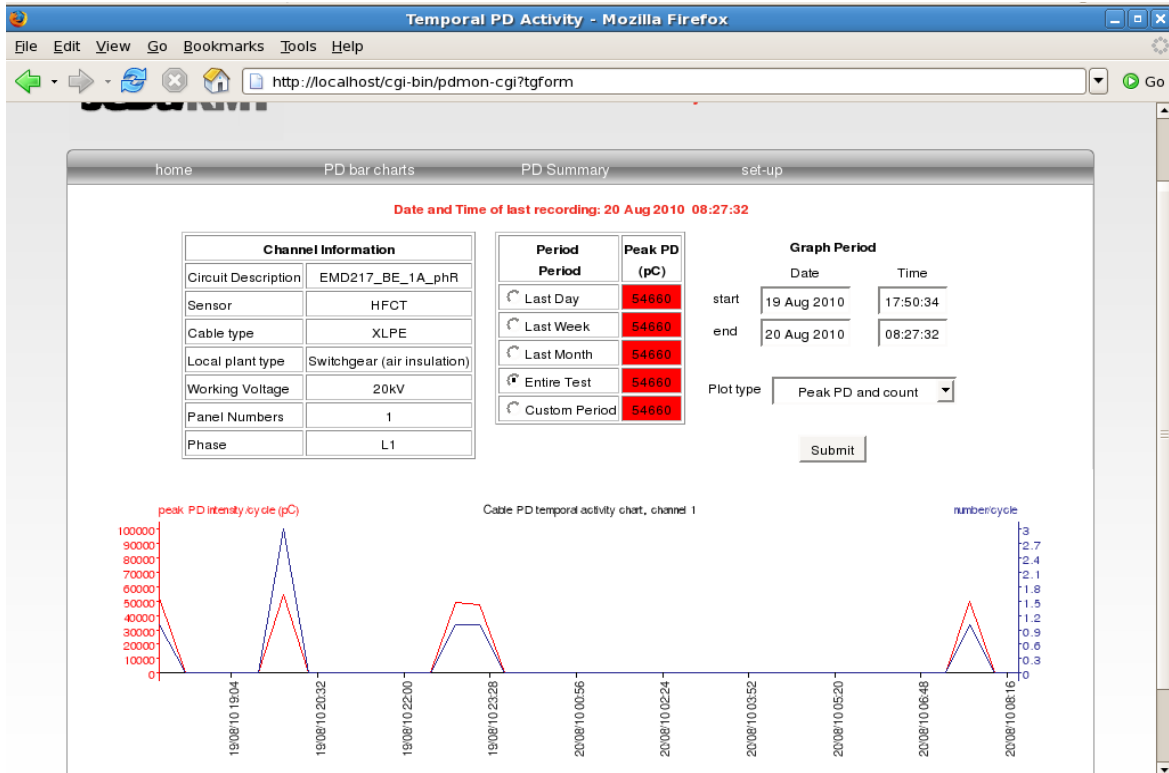 Temporal PD Activity - Mozilla Firefox
File Edit View Go Bookmarks Tools Help
http://localhost/cgi-bin/pdmon-cgi?tgform
Go
home PD bar charts PD Summary set-up
Date and Time of last recording: 20 Aug 2010 08:27:32
Channel Information
Circuit Description EMD217_BE_1A_phR
Sensor HFCT
Cable type XLPE
Local plant type Switchgear (air insulation)
Working Voltage 20kV
Panel Numbers 1
Phase L1
Period Peak PD
Period (pC)
Last Day 54660
Last Week 54660
Last Month 54660
Entire Test 54660
Custom Period 54660
Graph Period
Date Time
start 19 Aug 2010 17:50:34
end 20 Aug 2010 08:27:32
Plot type Peak PD and count
Submit
peak PD intensity/cycle (pC)
Cable PD temporal activity chart, channel 1
number/cycle
100000
90000
80000
70000
60000
50000
40000
30000
20000
10000
0
3
2.7
2.4
2.1
1.8
1.5
1.2
0.9
0.6
0.3
0
19/08/10 19:04
19/08/10 20:32
19/08/10 22:00
19/08/10 23:28
20/08/10 00:56
20/08/10 02:24
20/08/10 03:52
20/08/10 05:20
20/08/10 06:48
20/08/10 08:16